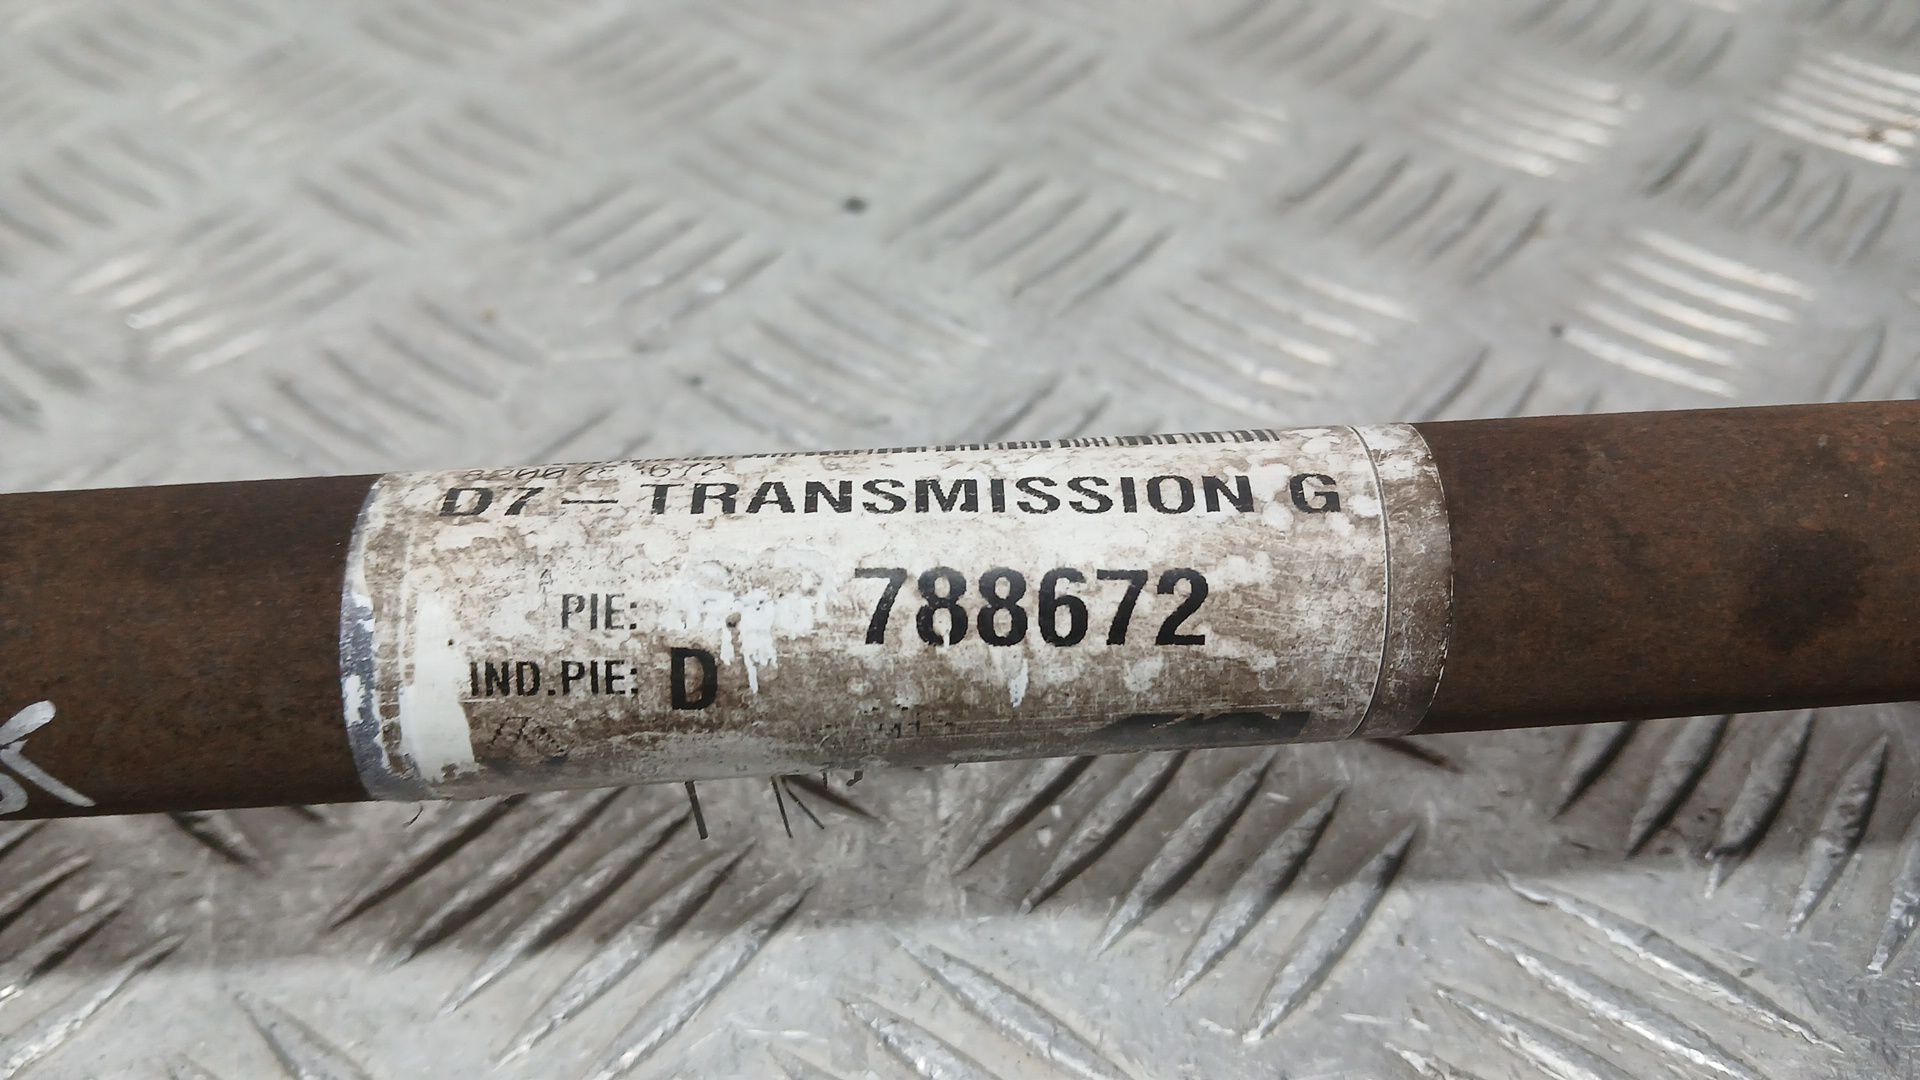 D7 – TRANSMISSION G
PIE: 788672
IND.PIE: D